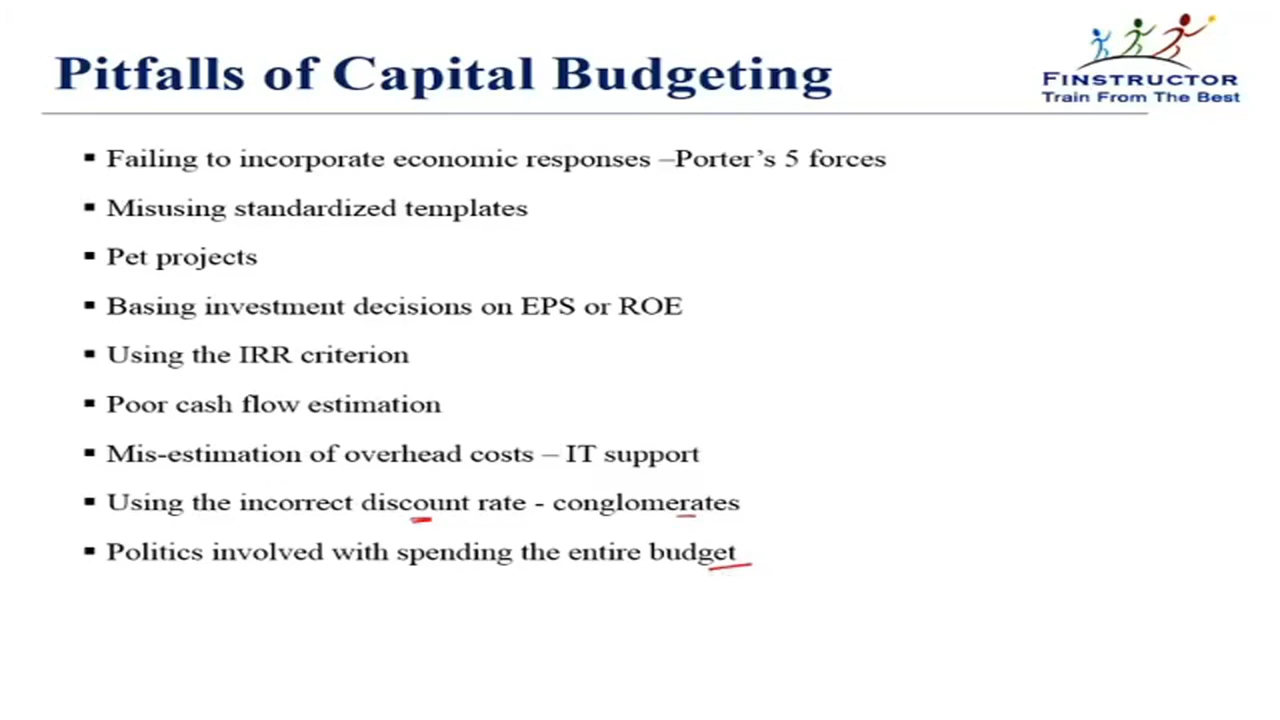 Pitfalls of Capital Budgeting
FINSTRUCTOR
Train From The Best
▪ Failing to incorporate economic responses –Porter’s 5 forces
▪ Misusing standardized templates
▪ Pet projects
▪ Basing investment decisions on EPS or ROE
▪ Using the IRR criterion
▪ Poor cash flow estimation
▪ Mis-estimation of overhead costs – IT support
▪ Using the incorrect discount rate - conglomerates
▪ Politics involved with spending the entire budget